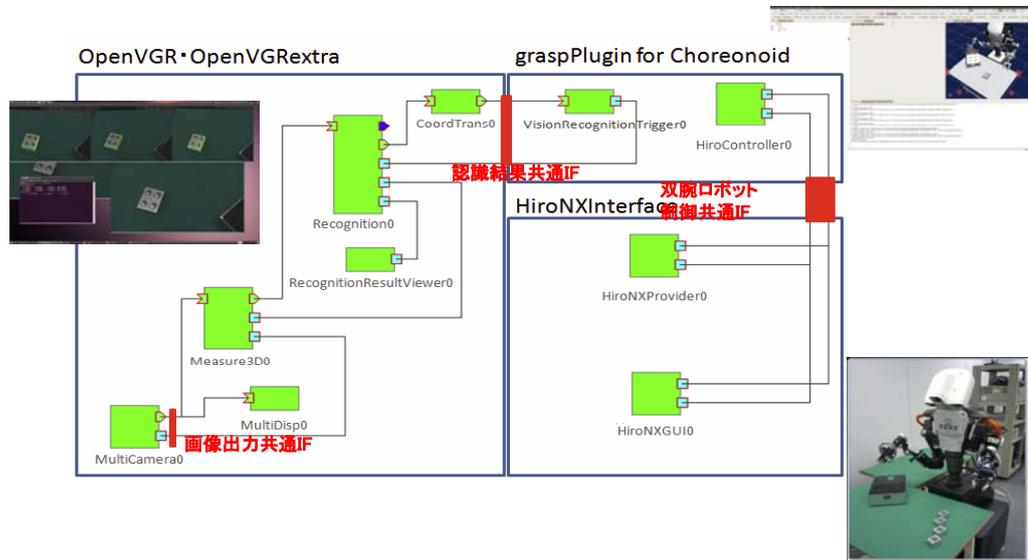 OpenVGR・OpenVGRextra
graspPlugin for Choreonoid
CoordTrans0
VisionRecognitionTrigger0
HiroController0
認識結果共通IF
双腕ロボット
制御共通IF
HiroNXInterface
Recognition0
RecognitionResultViewer0
HiroNXProvider0
Measure3D0
MultiDisp0
HiroNXGUI0
画像出力共通IF
MultiCamera0